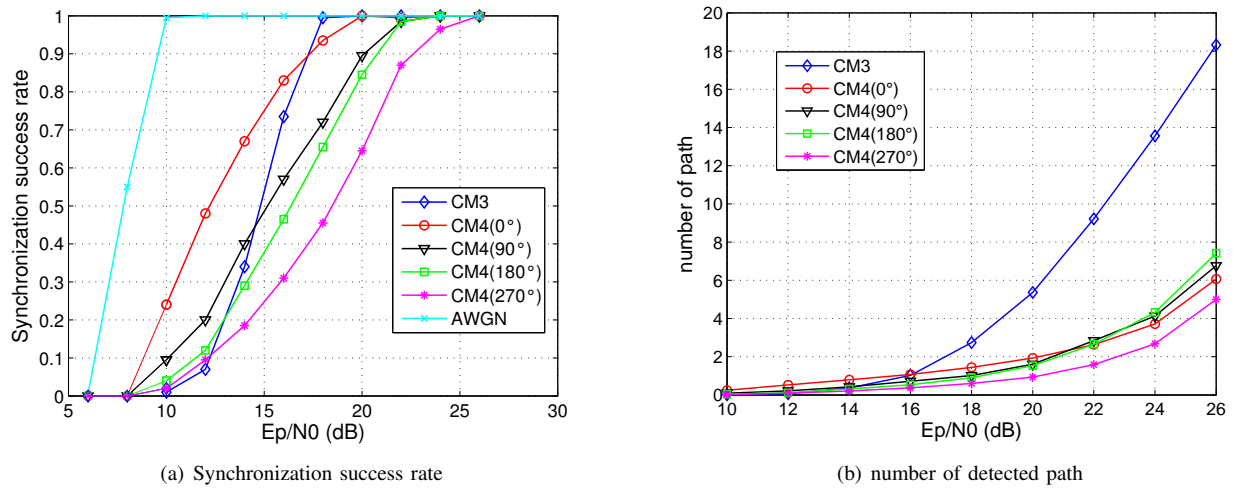 1
0.9
0.8
0.7
0.6
0.5
0.4
0.3
0.2
0.1
0
Synchronization success rate
5 10 15 20 25 30
Ep/N0 (dB)
CM3
CM4(0°)
CM4(90°)
CM4(180°)
CM4(270°)
AWGN
(a) Synchronization success rate
20
18
16
14
12
10
8
6
4
2
0
number of path
10 12 14 16 18 20 22 24 26
Ep/N0 (dB)
CM3
CM4(0°)
CM4(90°)
CM4(180°)
CM4(270°)
(b) number of detected path